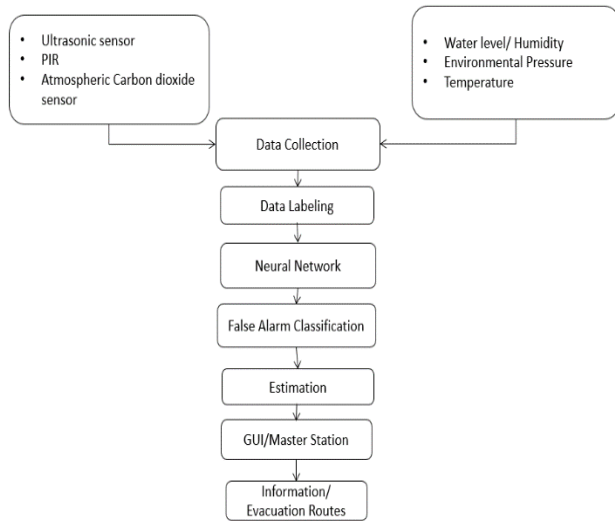 Ultrasonic sensor
PIR
Atmospheric Carbon dioxide
sensor
Water level/ Humidity
Environmental Pressure
Temperature
Data Collection
Data Labeling
Neural Network
False Alarm Classification
Estimation
GUI/Master Station
Information/
Evacuation Routes